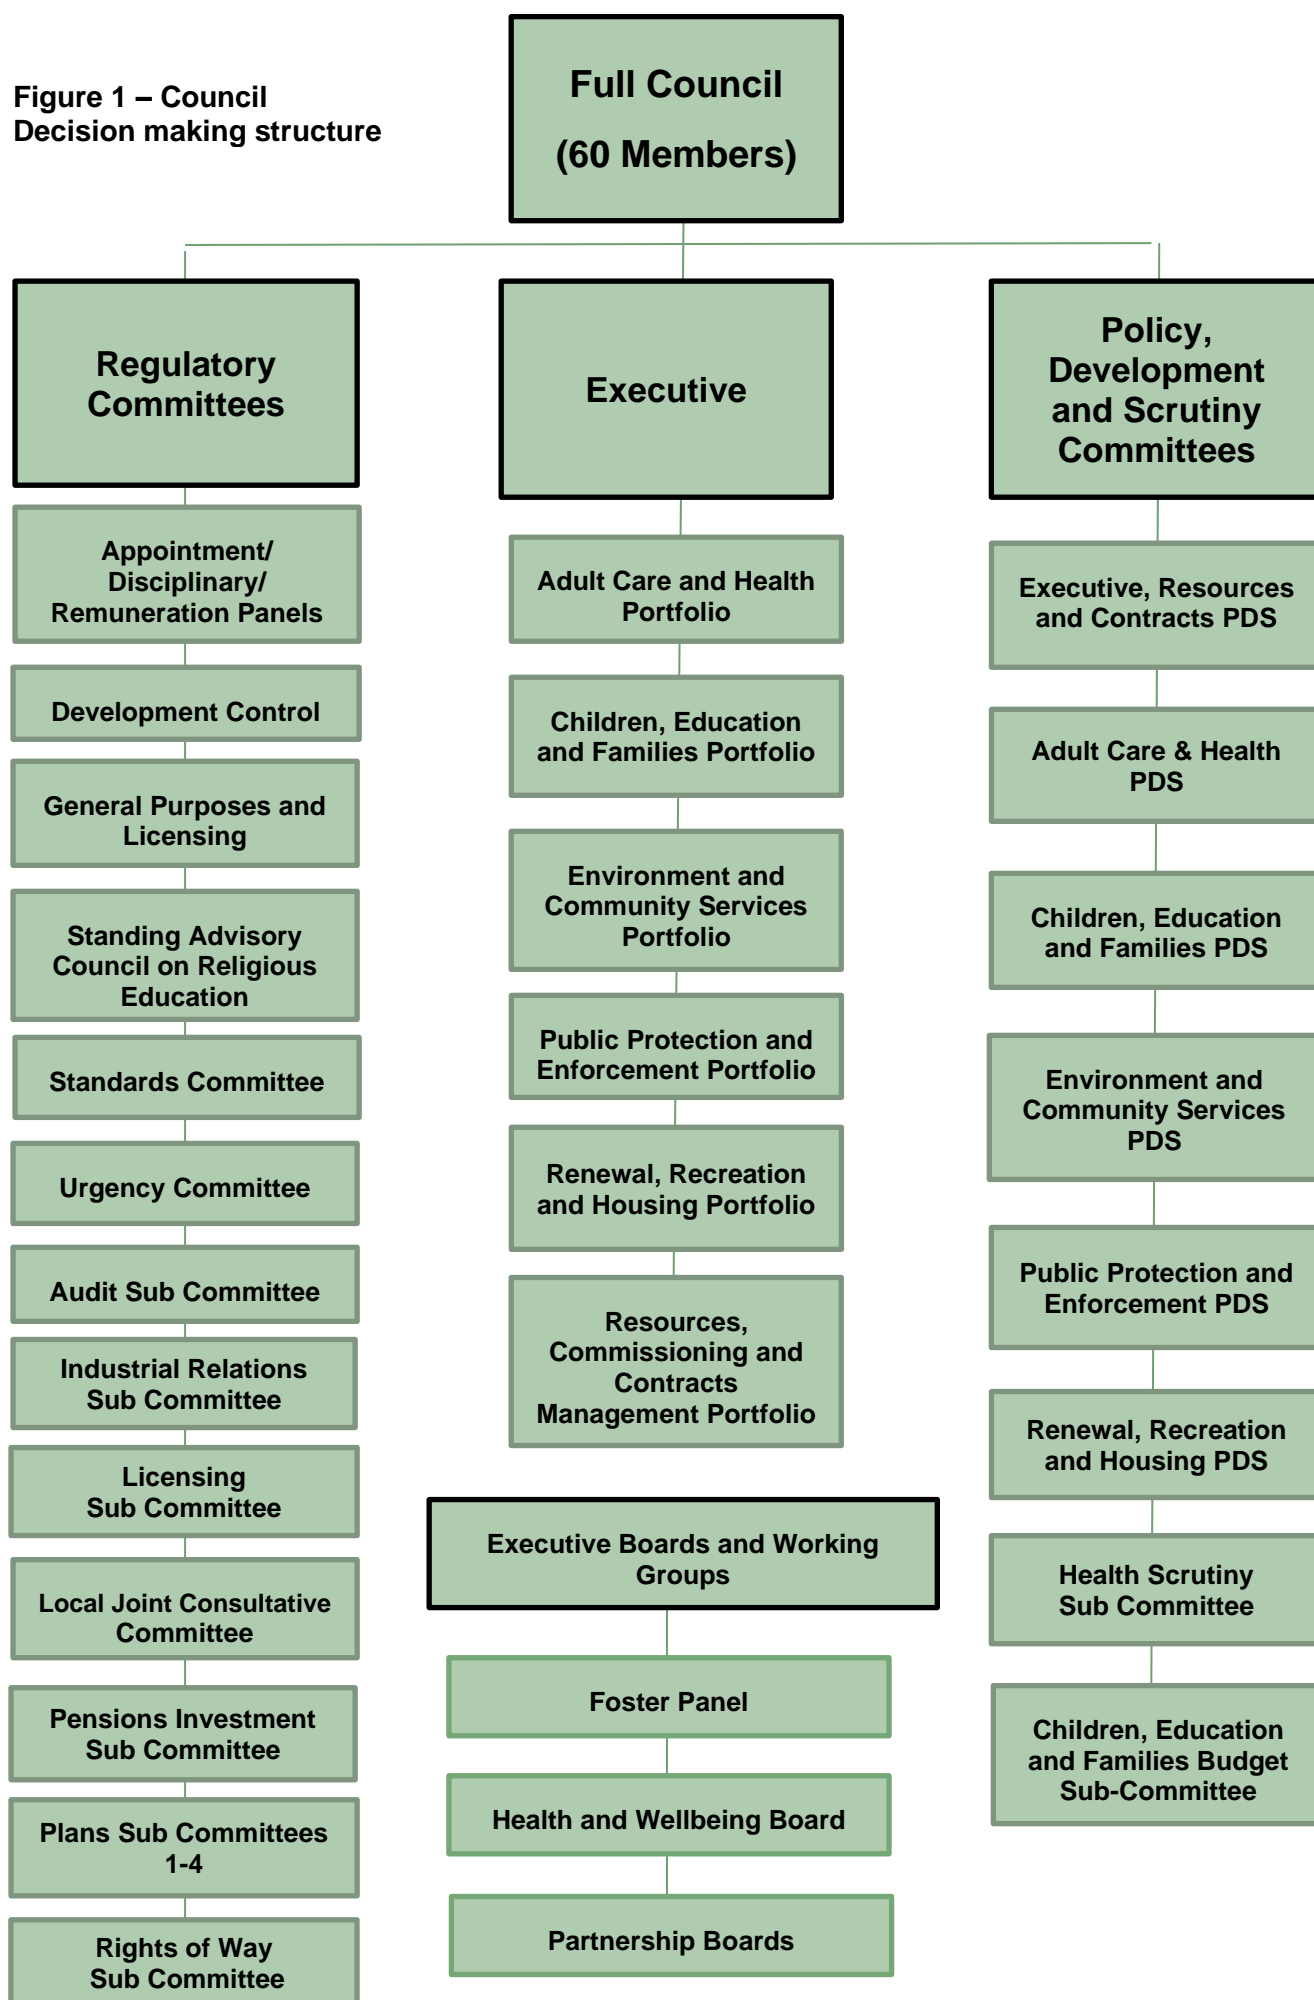 Figure 1 – Council
Decision making structure
Full Council
(60 Members)
Regulatory
Committees
Appointment/
Disciplinary/
Remuneration Panels
Development Control
General Purposes and
Licensing
Standing Advisory
Council on Religious
Education
Standards Committee
Urgency Committee
Audit Sub Committee
Industrial Relations
Sub Committee
Licensing
Sub Committee
Local Joint Consultative
Committee
Pensions Investment
Sub Committee
Plans Sub Committees
1-4
Rights of Way
Sub Committee
Executive
Adult Care and Health
Portfolio
Children, Education
and Families Portfolio
Environment and
Community Services
Portfolio
Public Protection and
Enforcement Portfolio
Renewal, Recreation
and Housing Portfolio
Resources,
Commissioning and
Contracts
Management Portfolio
Executive Boards and Working
Groups
Foster Panel
Health and Wellbeing Board
Partnership Boards
Policy,
Development
and Scrutiny
Committees
Executive, Resources
and Contracts PDS
Adult Care & Health
PDS
Children, Education
and Families PDS
Environment and
Community Services
PDS
Public Protection and
Enforcement PDS
Renewal, Recreation
and Housing PDS
Health Scrutiny
Sub Committee
Children, Education
and Families Budget
Sub-Committee